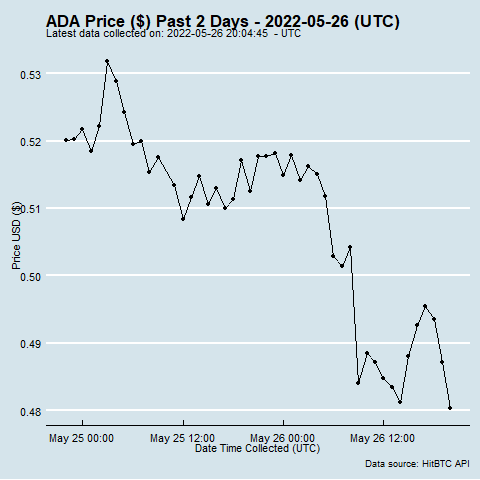 ADA Price ($) Past 2 Days - 2022-05-26 (UTC)
Latest data collected on: 2022-05-26 20:04:45 - UTC
0.53
0.52
0.51
0.50
0.49
0.48
Price USD ($)
May 25 00:00
May 25 12:00
May 26 00:00
May 26 12:00
Date Time Collected (UTC)
Data source: HitBTC API